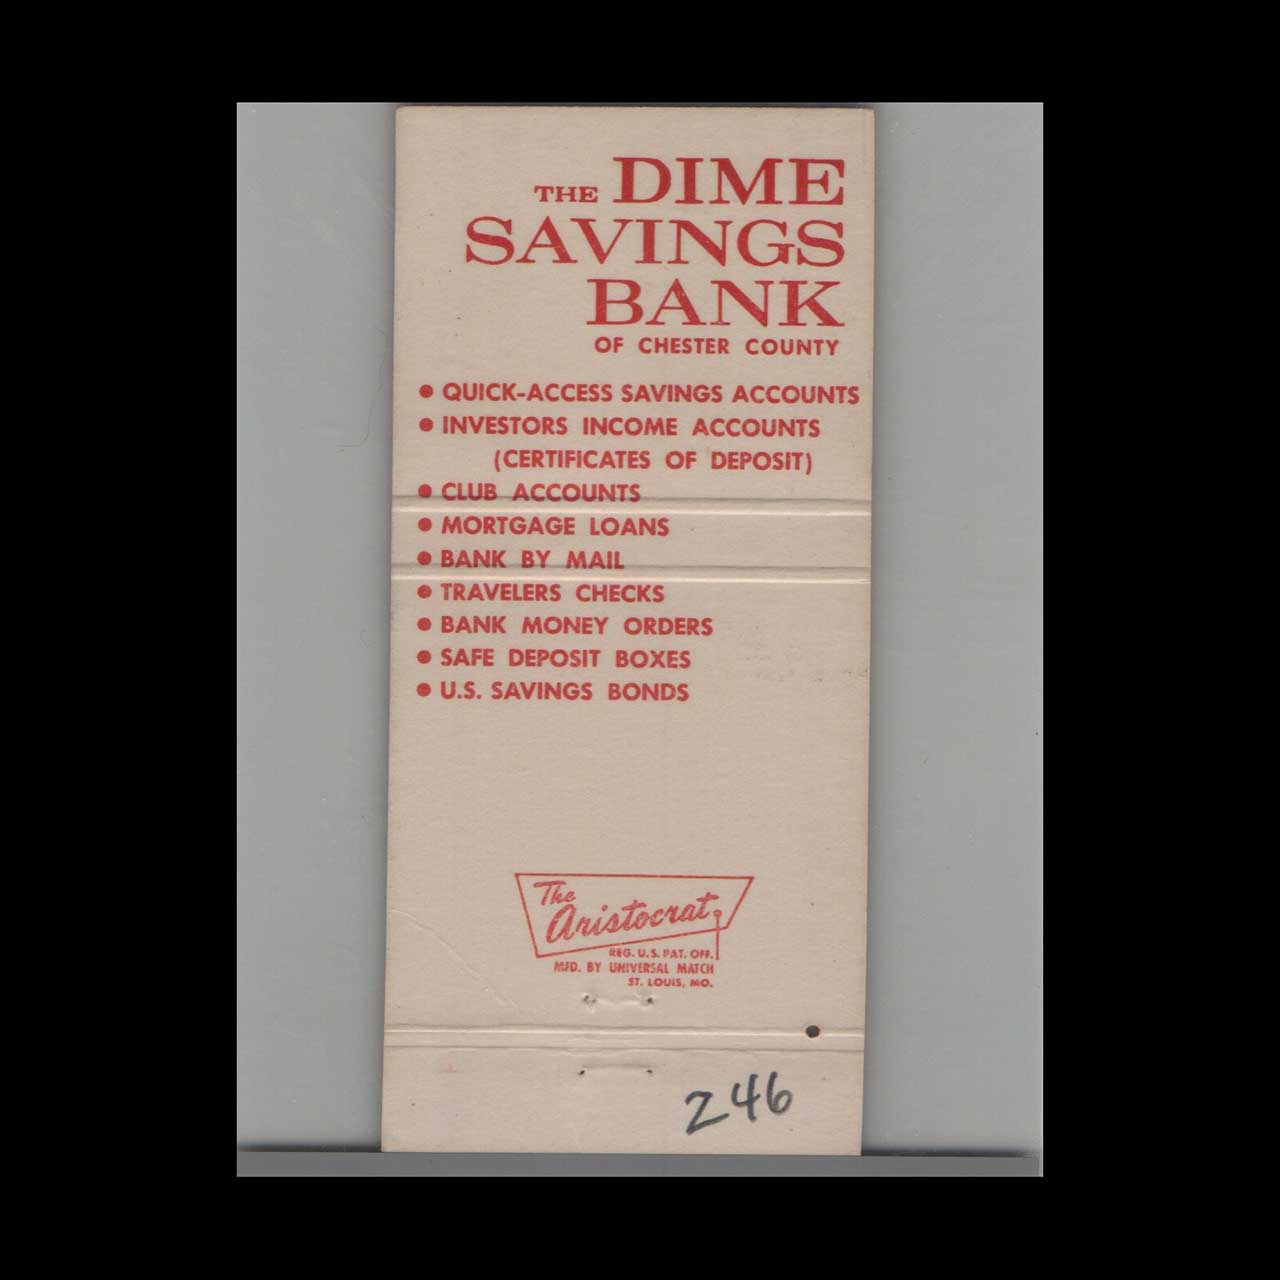 THE DIME
SAVINGS
BANK
OF CHESTER COUNTY
• QUICK-ACCESS SAVINGS ACCOUNTS
• INVESTORS INCOME ACCOUNTS
(CERTIFICATES OF DEPOSIT)
• CLUB ACCOUNTS
• MORTGAGE LOANS
• BANK BY MAIL
• TRAVELERS CHECKS
• BANK MONEY ORDERS
• SAFE DEPOSIT BOXES
• U.S. SAVINGS BONDS
The
Aristocrat
REG. U.S. PAT. OFF.
MFD. BY UNIVERSAL MATCH
ST. LOUIS, MO.
246